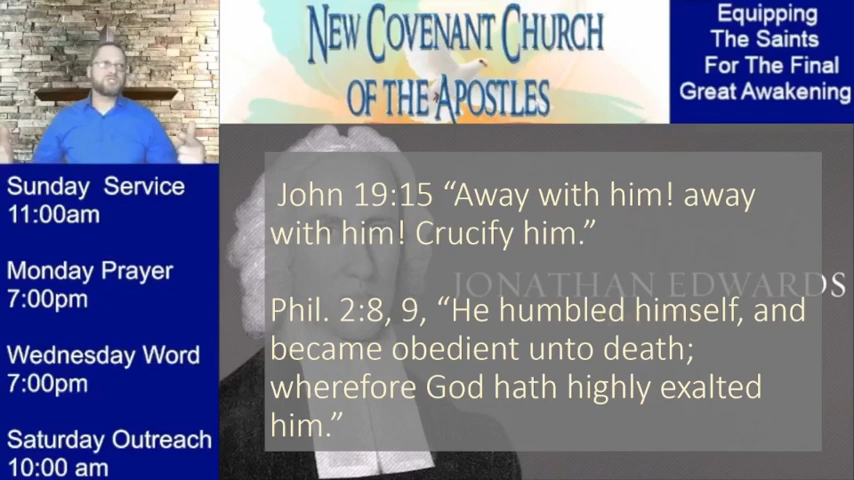 NEW COVENANT CHURCH
OF THE APOSTLES
Equipping
The Saints
For The Final
Great Awakening
Sunday Service
11:00am
Monday Prayer
7:00pm
Wednesday Word
7:00pm
Saturday Outreach
10:00 am
John 19:15 “Away with him! away
with him! Crucify him.”
JONATHAN EDWARDS
Phil. 2:8, 9, “He humbled himself, and
became obedient unto death;
wherefore God hath highly exalted
him.”